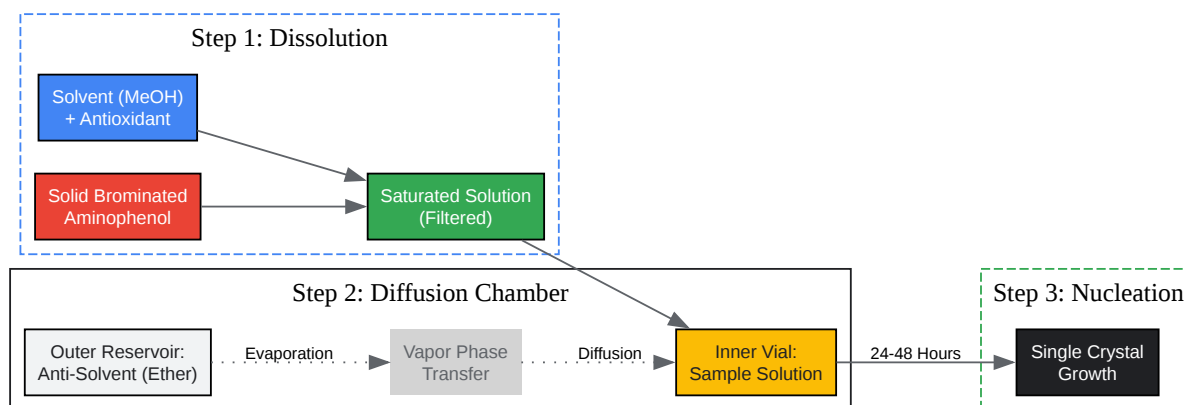 Step 1: Dissolution
Solvent (MeOH)
+ Antioxidant
Solid Brominated
Aminophenol
Saturated Solution
(Filtered)
Step 2: Diffusion Chamber
Outer Reservoir:
Anti-Solvent (Ether)
Evaporation
Vapor Phase
Transfer
Diffusion
Inner Vial:
Sample Solution
24-48 Hours
Step 3: Nucleation
Single Crystal
Growth